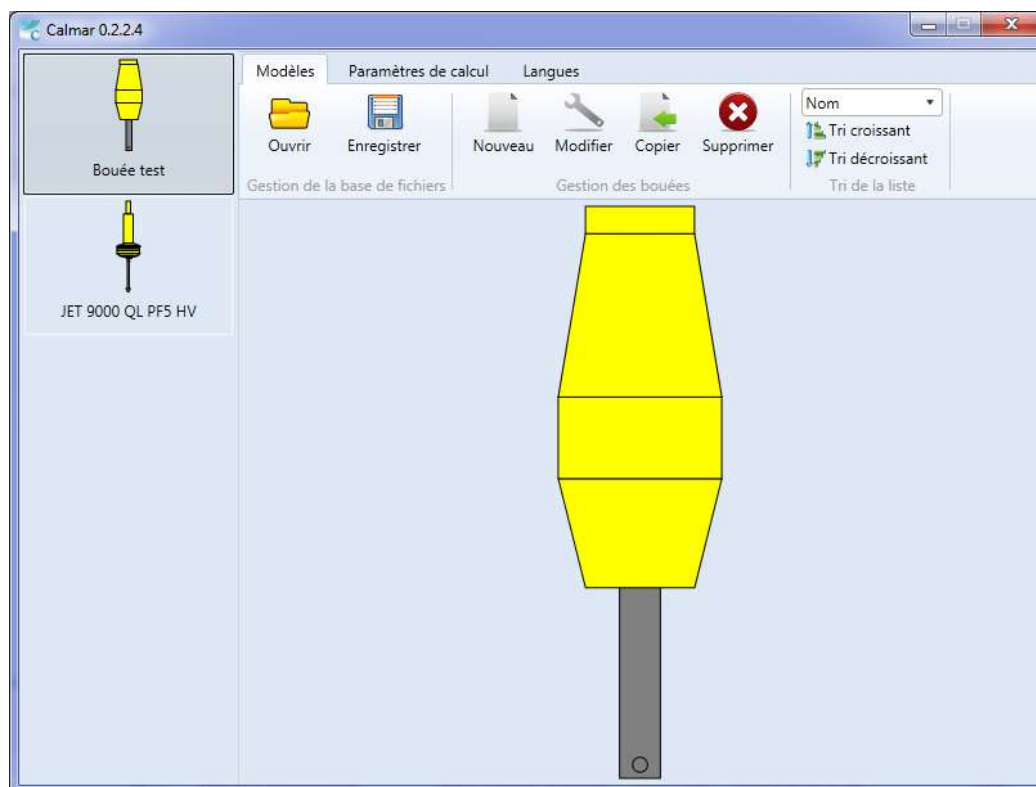 Calmar 0.2.2.4
Modèles Paramètres de calcul Langues
Ouvrir Enregistrer Nouveau Modifier Copier Supprimer
Nom
Tri croissant
Tri décroissant
Gestion de la base de fichiers Gestion des bouées Tri de la liste
Bouée test
JET 9000 QL PF5 HV